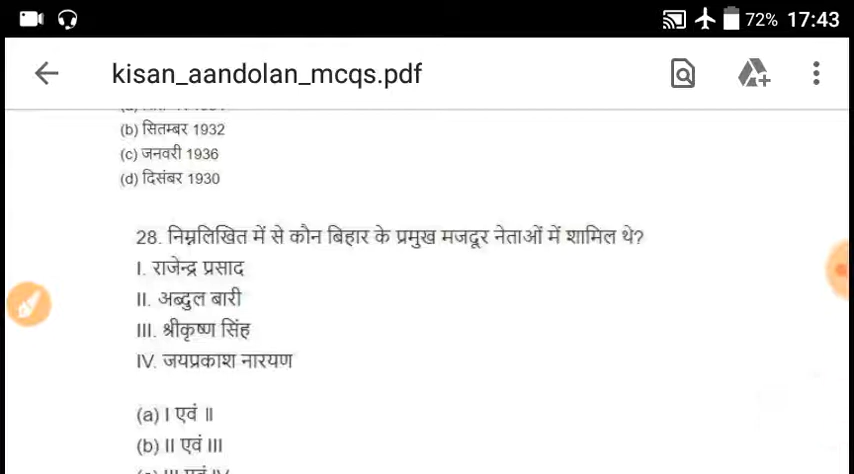 72% 17:43
kisan_aandolan_mcqs.pdf
(b) सितम्बर 1932
(c) जनवरी 1936
(d) दिसंबर 1930
28. निम्नलिखित में से कौन बिहार के प्रमुख मजदूर नेताओं में शामिल थे?
I. राजेन्द्र प्रसाद
II. अब्दुल बारी
III. श्रीकृष्ण सिंह
IV. जयप्रकाश नारयण
(a) I एवं II
(b) II एवं III